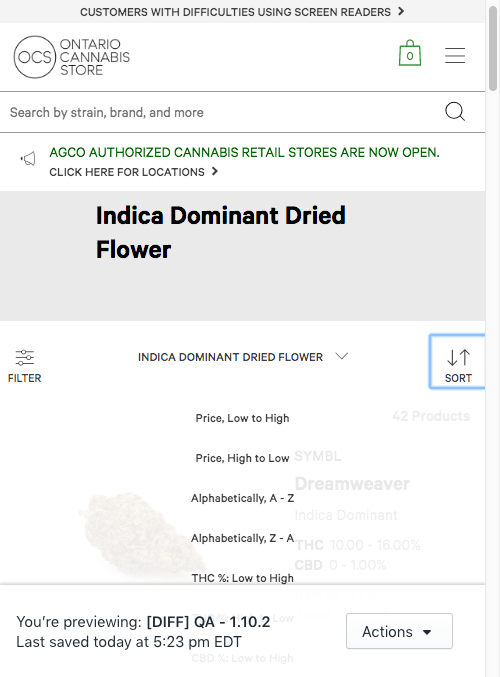 CUSTOMERS WITH DIFFICULTIES USING SCREEN READERS
OCS ONTARIO CANNABIS STORE
0
Search by strain, brand, and more
AGCO AUTHORIZED CANNABIS RETAIL STORES ARE NOW OPEN.
CLICK HERE FOR LOCATIONS
Indica Dominant Dried
Flower
FILTER
INDICA DOMINANT DRIED FLOWER
SORT
Price, Low to High
42 Products
Price, High to Low
SYMBL
Dreamweaver
Alphabetically, A - Z
Indica Dominant
Alphabetically, Z - A
THC 10.00 - 16.00%
CBD 0 - 1.00%
THC %: Low to High
You're previewing: [DIFF] QA - 1.10.2
Last saved today at 5:23 pm EDT
Actions
CBD %: Low to High